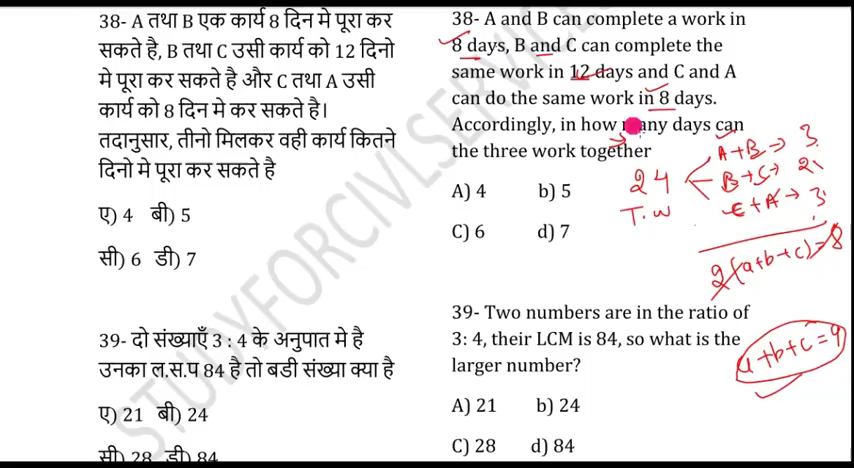 38- A तथा B एक कार्य 8 दिन मे पूरा कर
सकते है, B तथा C उसी कार्य को 12 दिनो
मे पूरा कर सकते है और C तथा A उसी
कार्य को 8 दिन मे कर सकते है।
तदानुसार, तीनो मिलकर वही कार्य कितने
दिनो मे पूरा कर सकते है
ए) 4 बी) 5
सी) 6 डी) 7
39- दो संख्याएँ 3 : 4 के अनुपात मे है
उनका ल.स.प 84 है तो बडी संख्या क्या है
ए) 21 बी) 24
सी) 28 डी) 84
38- A and B can complete a work in
8 days, B and C can complete the
same work in 12 days and C and A
can do the same work in 8 days.
Accordingly, in how many days can
the three work together
A) 4 b) 5
C) 6 d) 7
39- Two numbers are in the ratio of
3: 4, their LCM is 84, so what is the
larger number?
A) 21 b) 24
C) 28 d) 84
24
T.W
A+B→ 3
B+C→ 2
C+A→ 3
2(a+b+c)=8
a+b+c=4
STUDYFORCIVLSERVICES